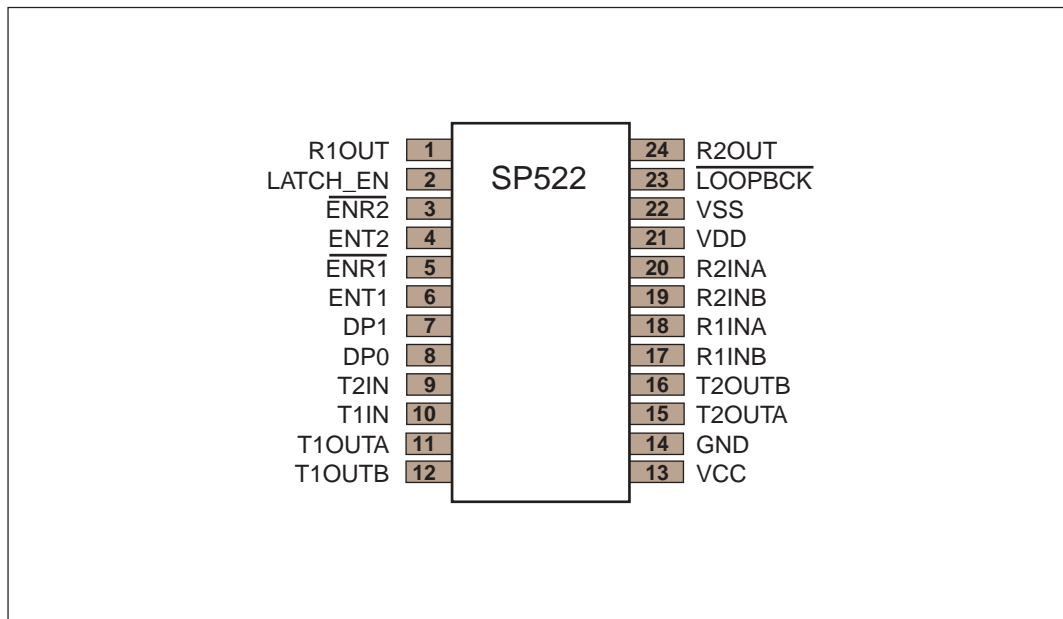 SP522
R1OUT 1
LATCH_EN 2
ENR2 3
ENT2 4
ENR1 5
ENT1 6
DP1 7
DP0 8
T2IN 9
T1IN 10
T1OUTA 11
T1OUTB 12
24 R2OUT
23 LOOPBCK
22 VSS
21 VDD
20 R2INA
19 R2INB
18 R1INA
17 R1INB
16 T2OUTB
15 T2OUTA
14 GND
13 VCC